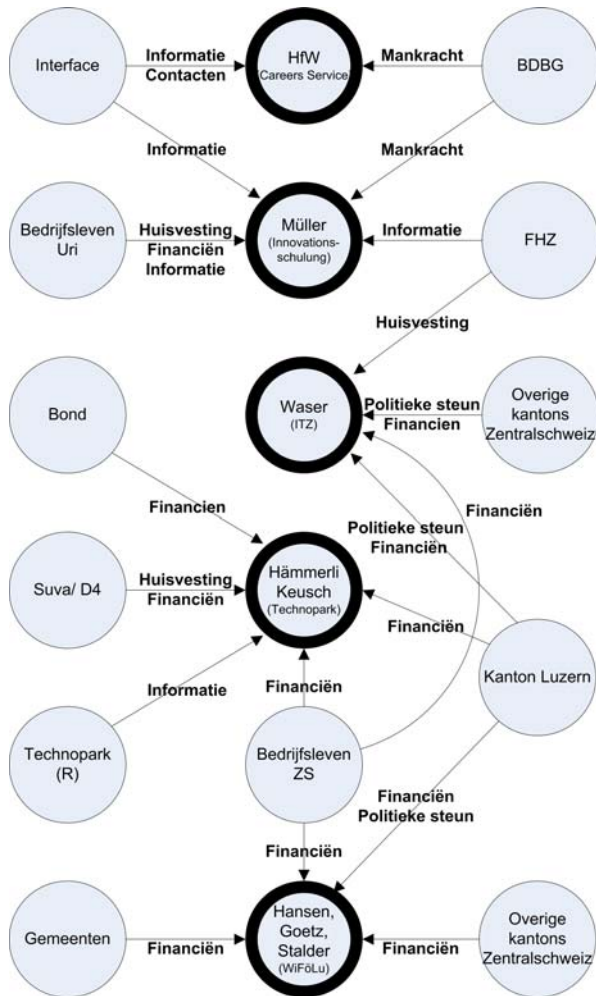 Interface
Informatie
Contacten
HfW
Careers Service
Mankracht
BDBG
Informatie
Mankracht
Bedrijfsleven
Uri
Huisvesting
Financiën
Informatie
Müller
(Innovations-
schulung)
Informatie
FHZ
Huisvesting
Bond
Waser
(ITZ)
Politieke steun
Financien
Overige
kantons
Zentralschweiz
Financien
Politieke steun
Financiën
Financiën
Suva/ D4
Huisvesting
Financiën
Hämmerli
Keusch
(Technopark)
Financiën
Kanton Luzern
Informatie
Financiën
Technopark
(R)
Bedrijfsleven
ZS
Financiën
Politieke steun
Financiën
Gemeenten
Financiën
Hansen,
Goetz,
Stalder
(WiFöLu)
Financiën
Overige
kantons
Zentralschweiz